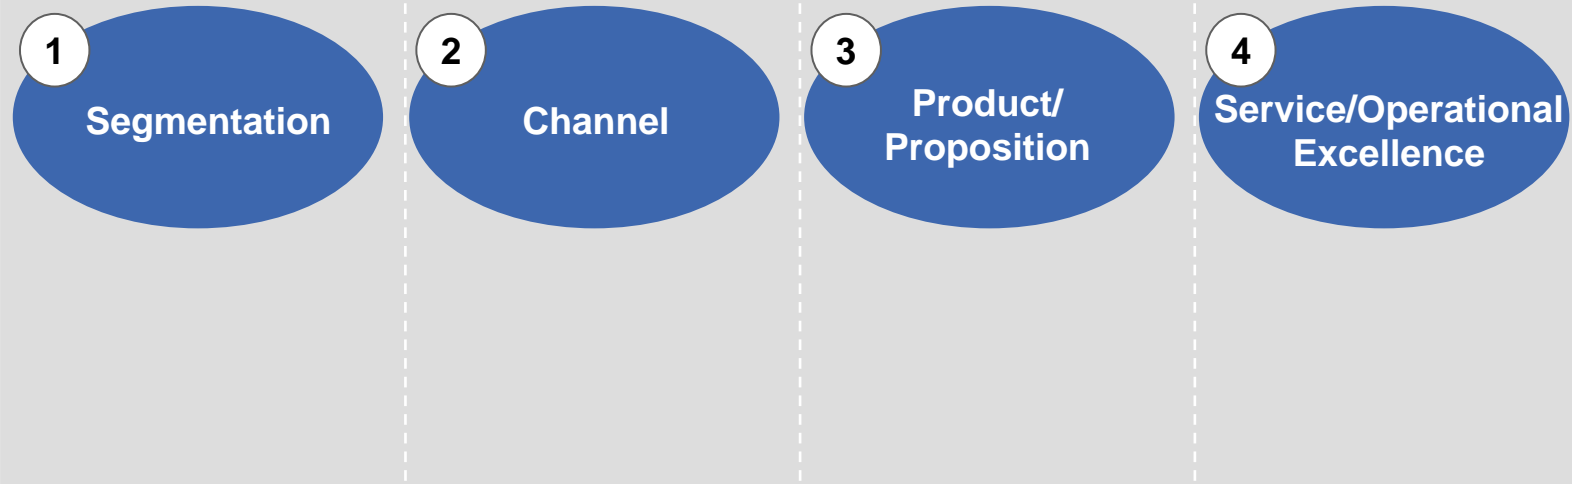 1
Segmentation
2
Channel
3
Product/
Proposition
4
Service/Operational
Excellence